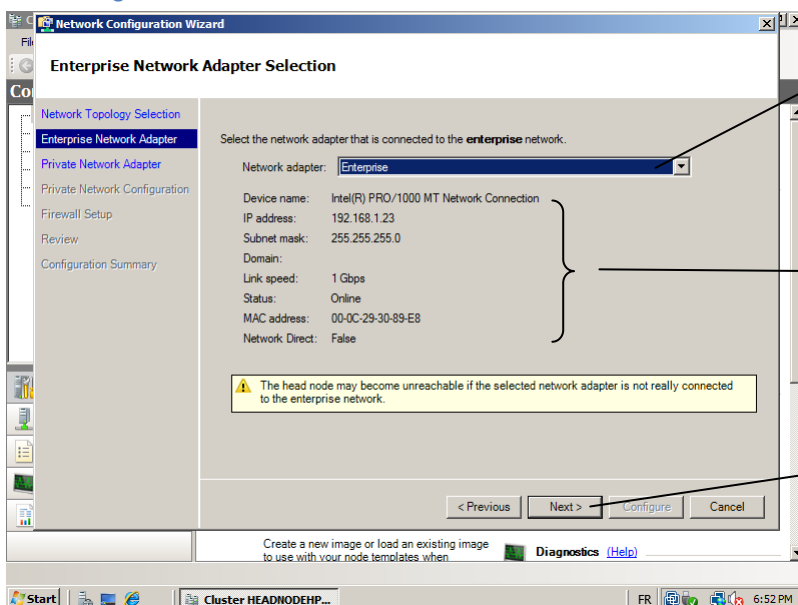 Network Configuration Wizard
Enterprise Network Adapter Selection
Network Topology Selection
Enterprise Network Adapter
Private Network Adapter
Private Network Configuration
Firewall Setup
Review
Configuration Summary
Select the network adapter that is connected to the enterprise network.
Network adapter: Enterprise
Device name: Intel(R) PRO/1000 MT Network Connection
IP address: 192.168.1.23
Subnet mask: 255.255.255.0
Domain:
Link speed: 1 Gbps
Status: Online
MAC address: 00-0C-29-30-89-E8
Network Direct: False
The head node may become unreachable if the selected network adapter is not really connected
to the enterprise network.
< Previous Next > Configure Cancel
Create a new image or load an existing image
to use with your node templates when
Diagnostics (Help)
Start Cluster HEADNODEHP... FR 6:52 PM